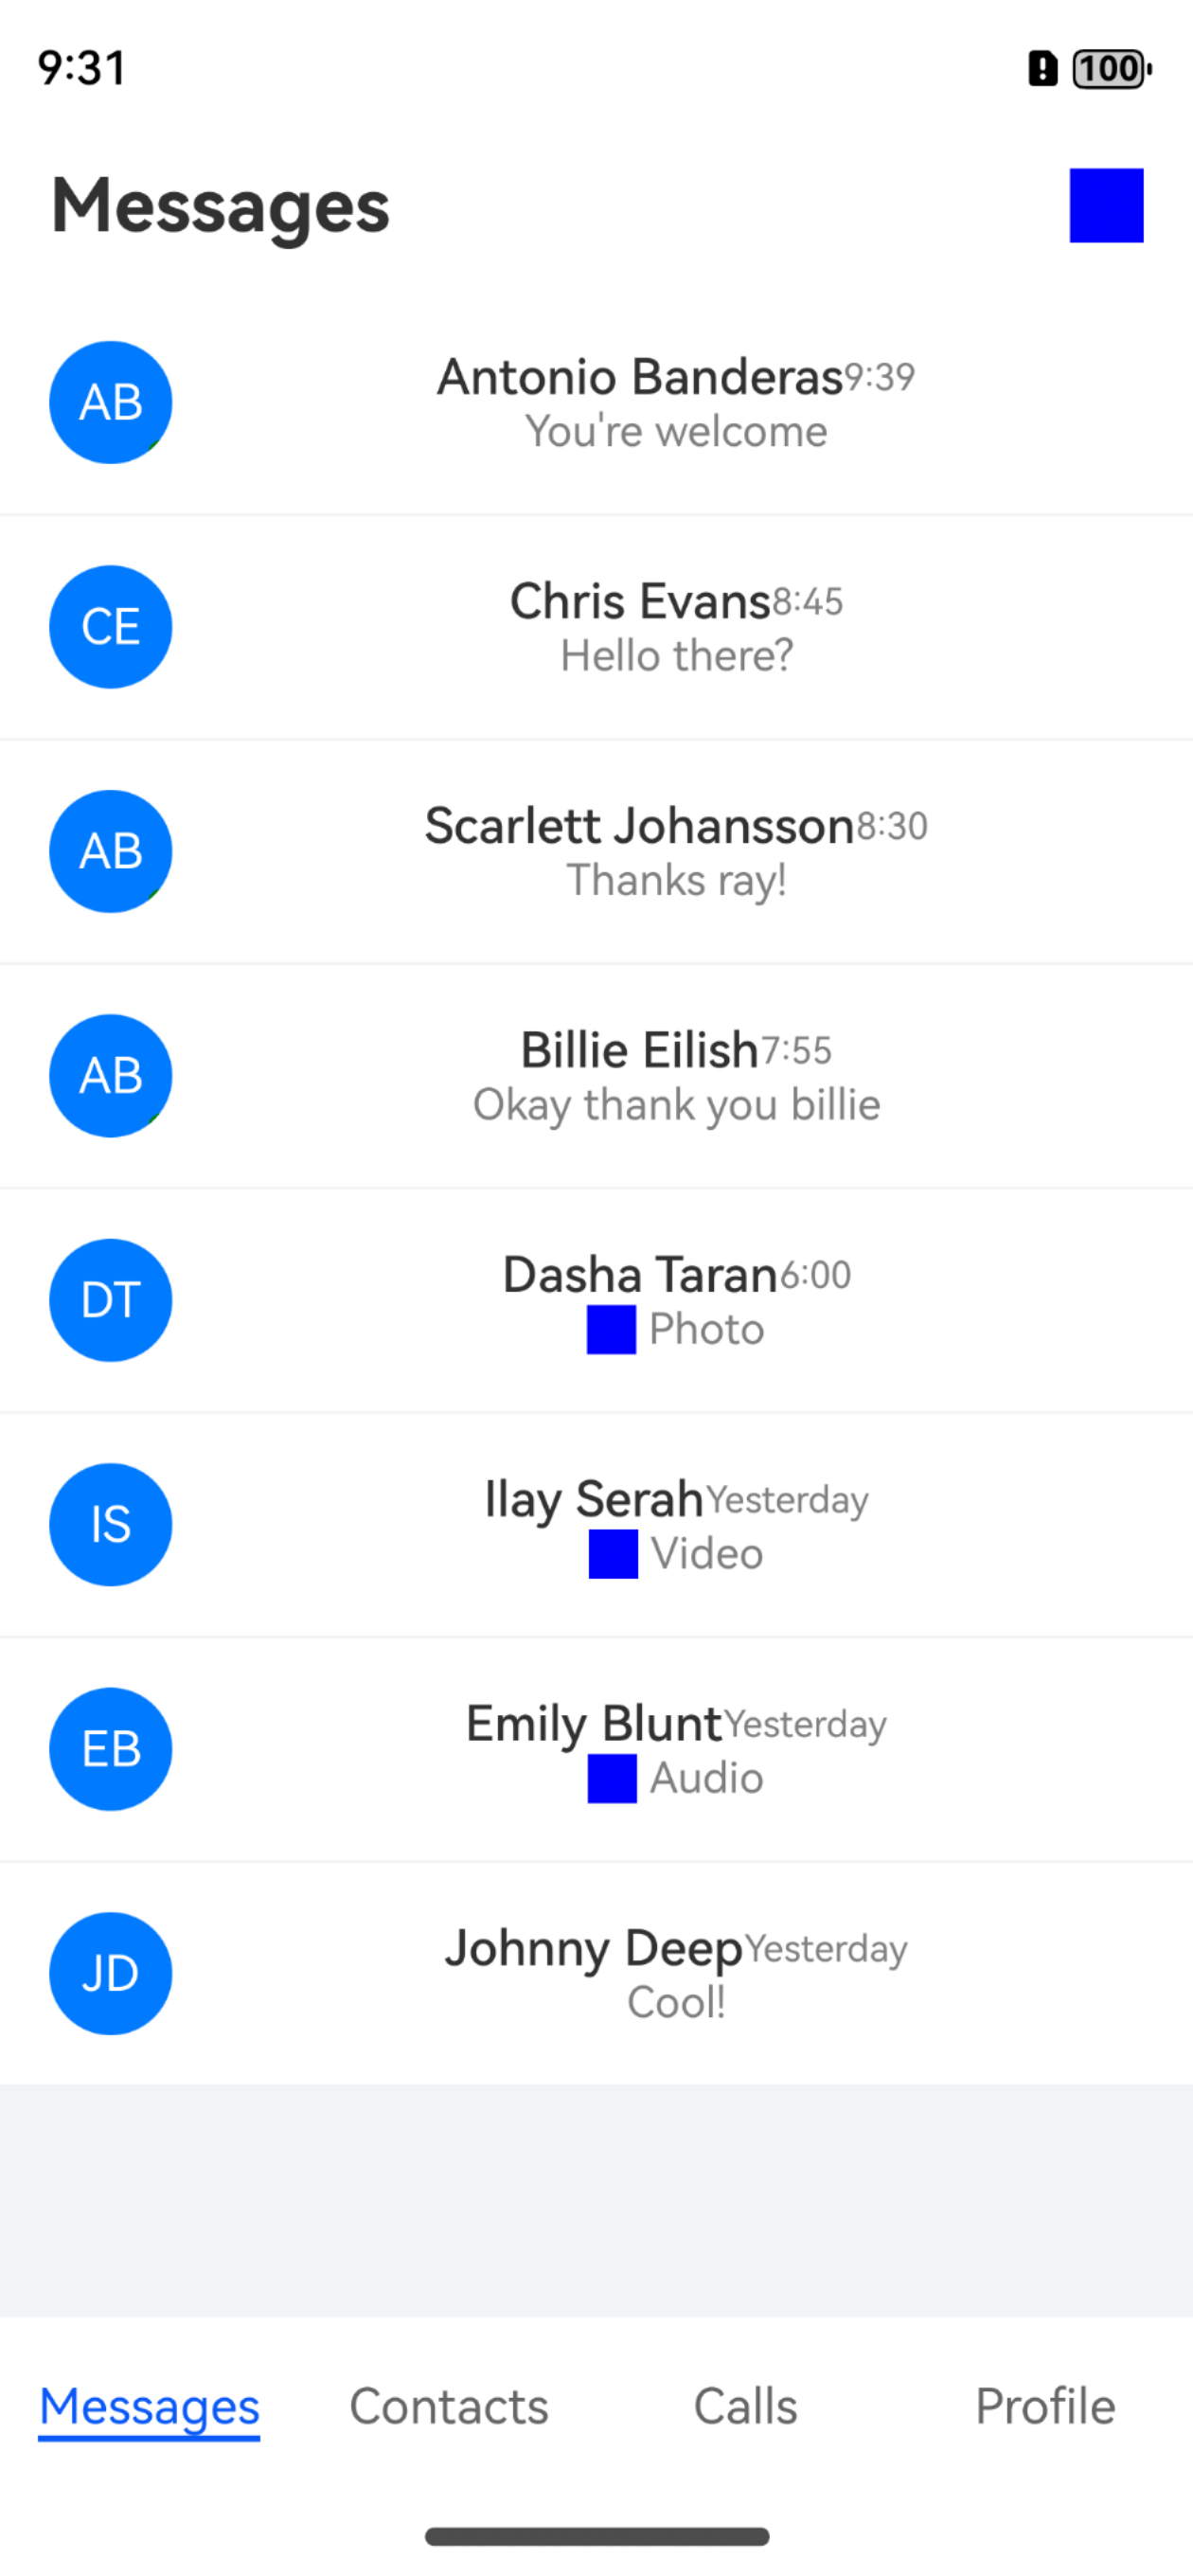 9:31
100
Messages
AB
Antonio Banderas 9:39
You're welcome
CE
Chris Evans 8:45
Hello there?
AB
Scarlett Johansson 8:30
Thanks ray!
AB
Billie Eilish 7:55
Okay thank you billie
DT
Dasha Taran 6:00
Photo
IS
Ilay Serah Yesterday
Video
EB
Emily Blunt Yesterday
Audio
JD
Johnny Deep Yesterday
Cool!
Messages Contacts Calls Profile